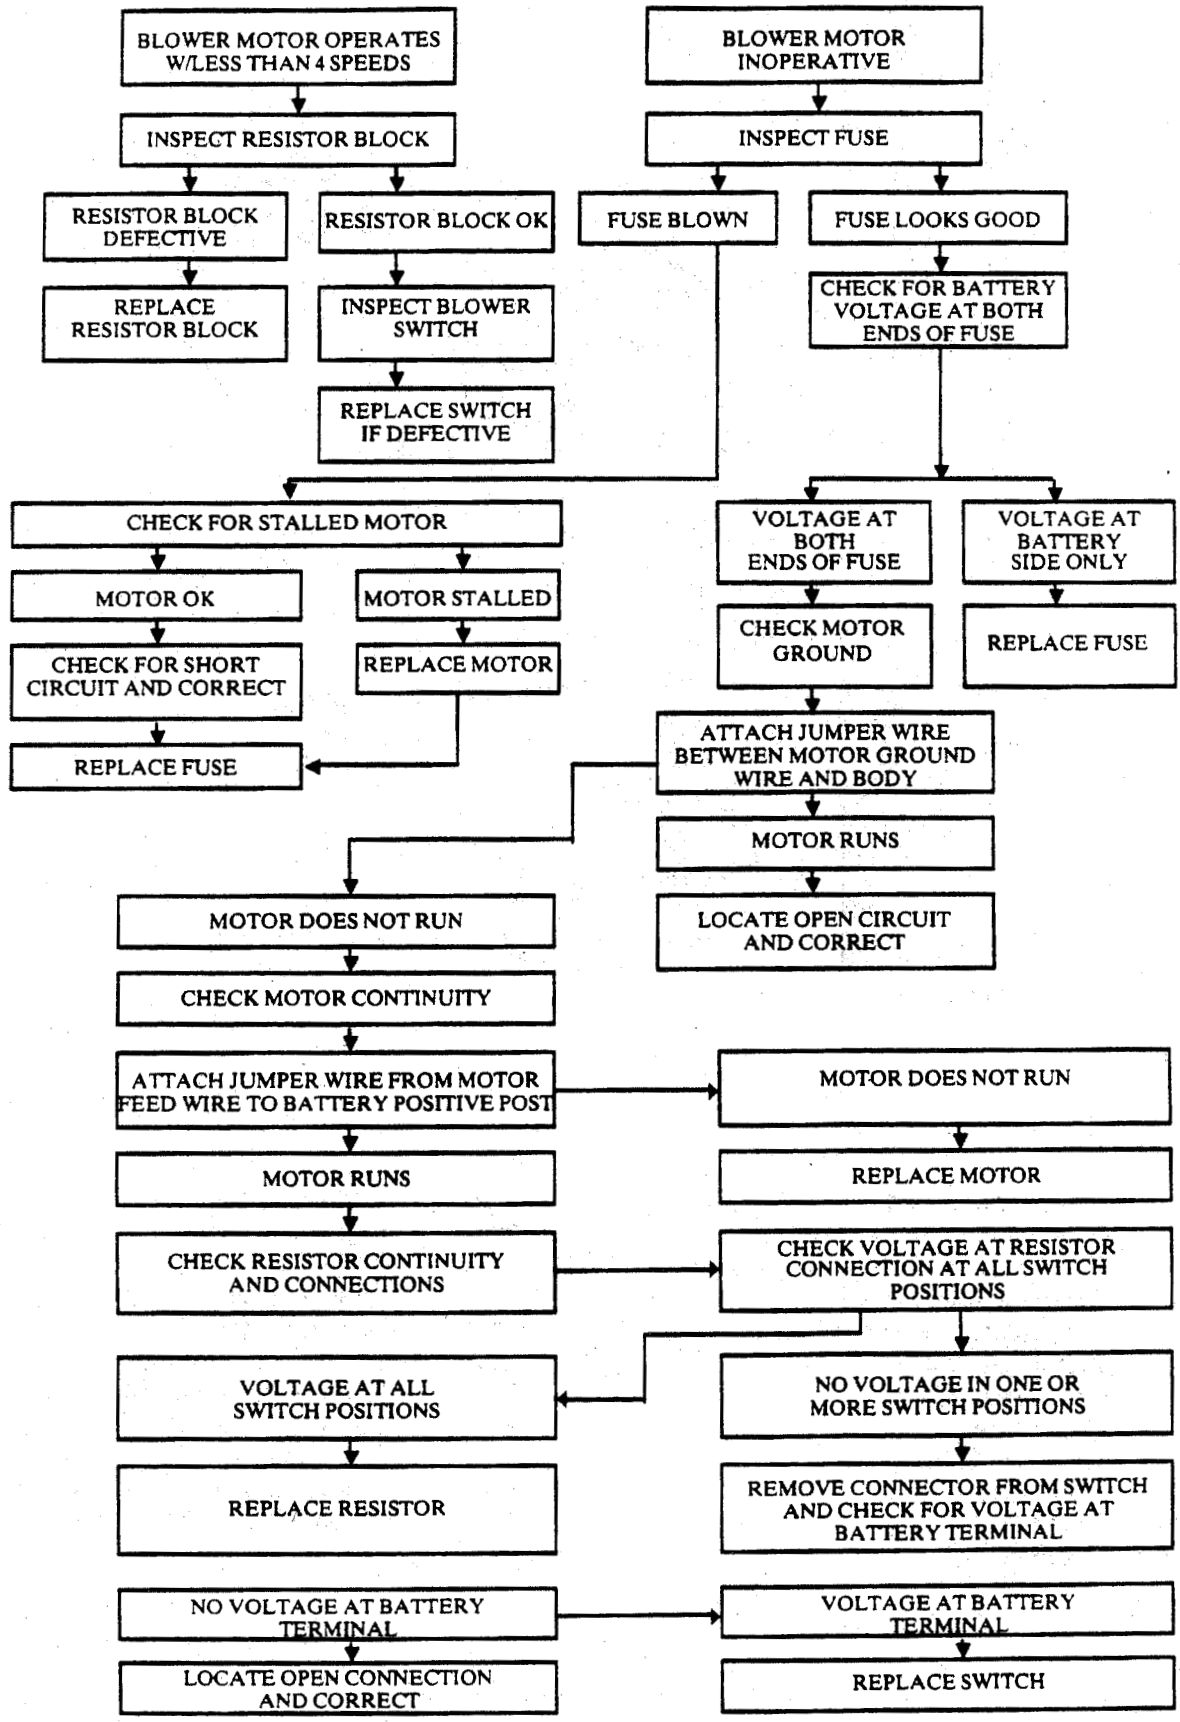 BLOWER MOTOR OPERATES
W/LESS THAN 4 SPEEDS
INSPECT RESISTOR BLOCK
RESISTOR BLOCK
DEFECTIVE
REPLACE
RESISTOR BLOCK
RESISTOR BLOCK OK
INSPECT BLOWER
SWITCH
REPLACE SWITCH
IF DEFECTIVE
BLOWER MOTOR
INOPERATIVE
INSPECT FUSE
FUSE BLOWN
FUSE LOOKS GOOD
CHECK FOR BATTERY
VOLTAGE AT BOTH
ENDS OF FUSE
CHECK FOR STALLED MOTOR
MOTOR OK
CHECK FOR SHORT
CIRCUIT AND CORRECT
REPLACE FUSE
MOTOR STALLED
REPLACE MOTOR
VOLTAGE AT
BOTH
ENDS OF FUSE
CHECK MOTOR
GROUND
VOLTAGE AT
BATTERY
SIDE ONLY
REPLACE FUSE
ATTACH JUMPER WIRE
BETWEEN MOTOR GROUND
WIRE AND BODY
MOTOR RUNS
LOCATE OPEN CIRCUIT
AND CORRECT
MOTOR DOES NOT RUN
CHECK MOTOR CONTINUITY
ATTACH JUMPER WIRE FROM MOTOR
FEED WIRE TO BATTERY POSITIVE POST
MOTOR DOES NOT RUN
REPLACE MOTOR
MOTOR RUNS
CHECK RESISTOR CONTINUITY
AND CONNECTIONS
CHECK VOLTAGE AT RESISTOR
CONNECTION AT ALL SWITCH
POSITIONS
VOLTAGE AT ALL
SWITCH POSITIONS
REPLACE RESISTOR
NO VOLTAGE IN ONE OR
MORE SWITCH POSITIONS
REMOVE CONNECTOR FROM SWITCH
AND CHECK FOR VOLTAGE AT
BATTERY TERMINAL
NO VOLTAGE AT BATTERY
TERMINAL
LOCATE OPEN CONNECTION
AND CORRECT
VOLTAGE AT BATTERY
TERMINAL
REPLACE SWITCH